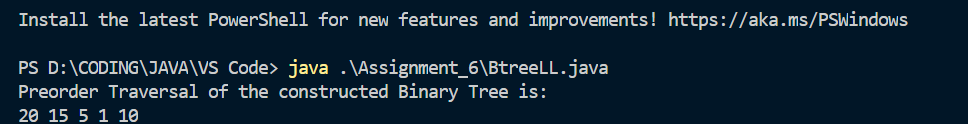 Install the latest PowerShell for new features and improvements! https://aka.ms/PSWindows
PS D:\CODING\JAVA\VS Code> java .\Assignment_6\BtreeLL.java
Preorder Traversal of the constructed Binary Tree is:
20 15 5 1 10